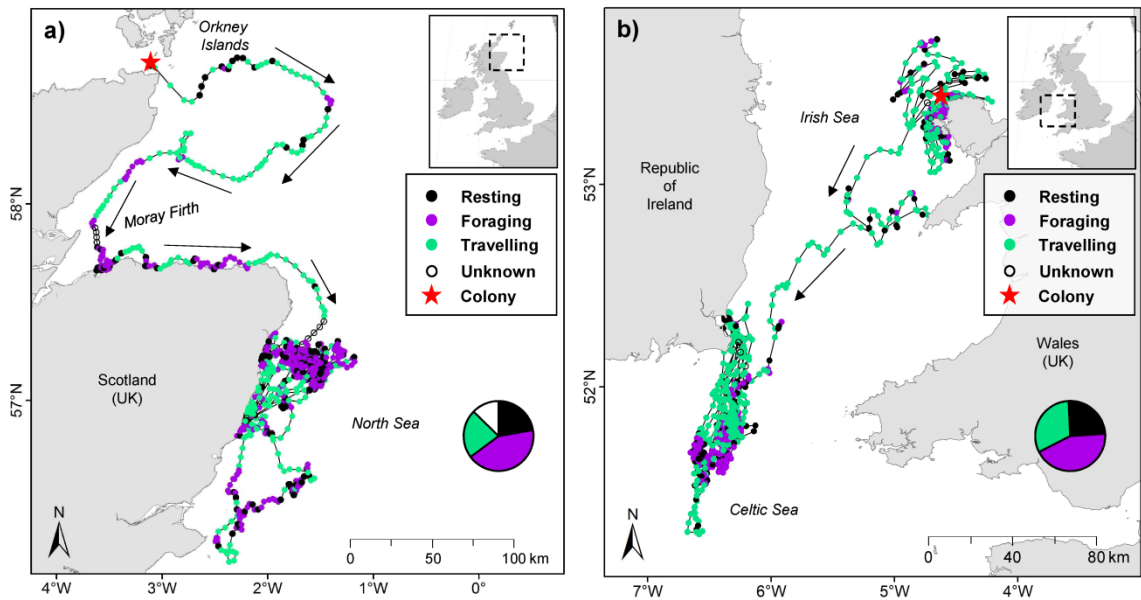 a)
Orkney
Islands
58°N
57°N
Moray Firth
Resting
Foraging
Travelling
Unknown
Colony
Scotland
(UK)
North Sea
N
0 50 100 km
4°W 3°W 2°W 1°W 0
b)
Irish Sea
Republic
of
Ireland
53°N
52°N
Resting
Foraging
Travelling
Unknown
Colony
Wales
(UK)
Celtic Sea
N
0 40 80 km
7°W 6°W 5°W 4°W